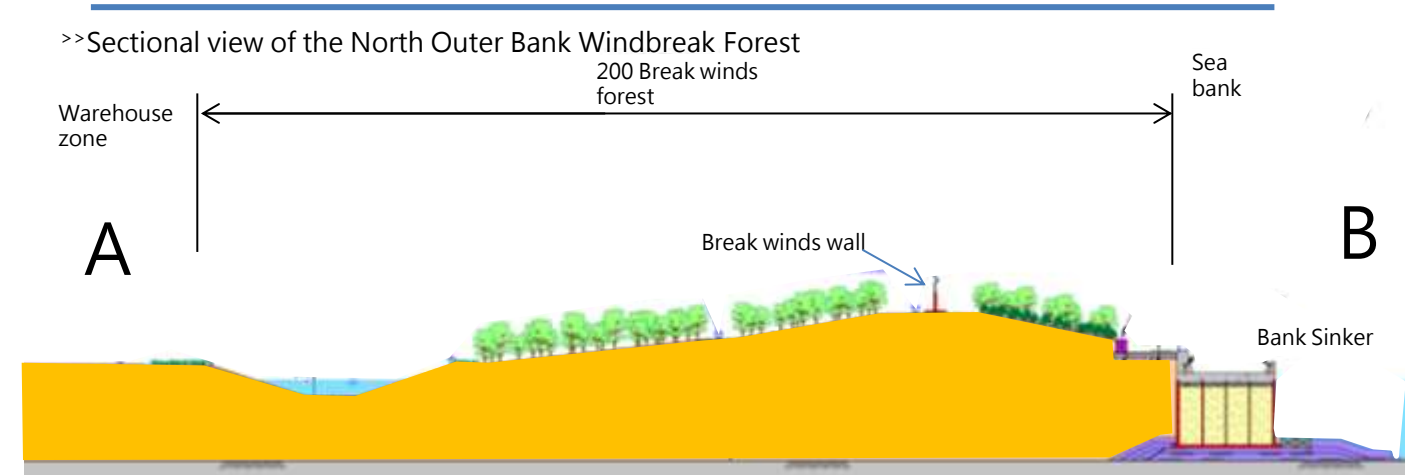 >>Sectional view of the North Outer Bank Windbreak Forest
200 Break winds
forest
Sea
bank
Warehouse
zone
A
B
Break winds wall
Bank Sinker